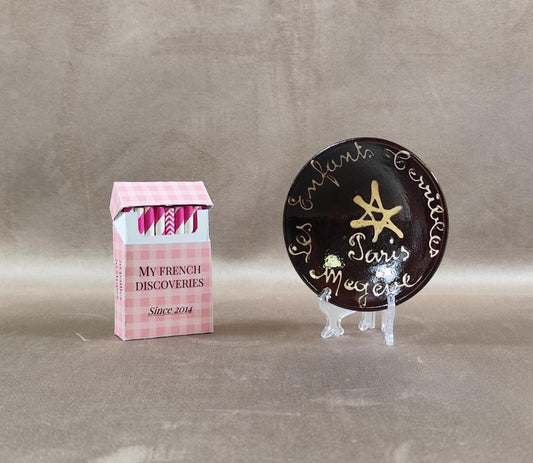 MY FRENCH
DISCOVERIES
Since 2014
Les Enfants Terribles
Paris
Megève